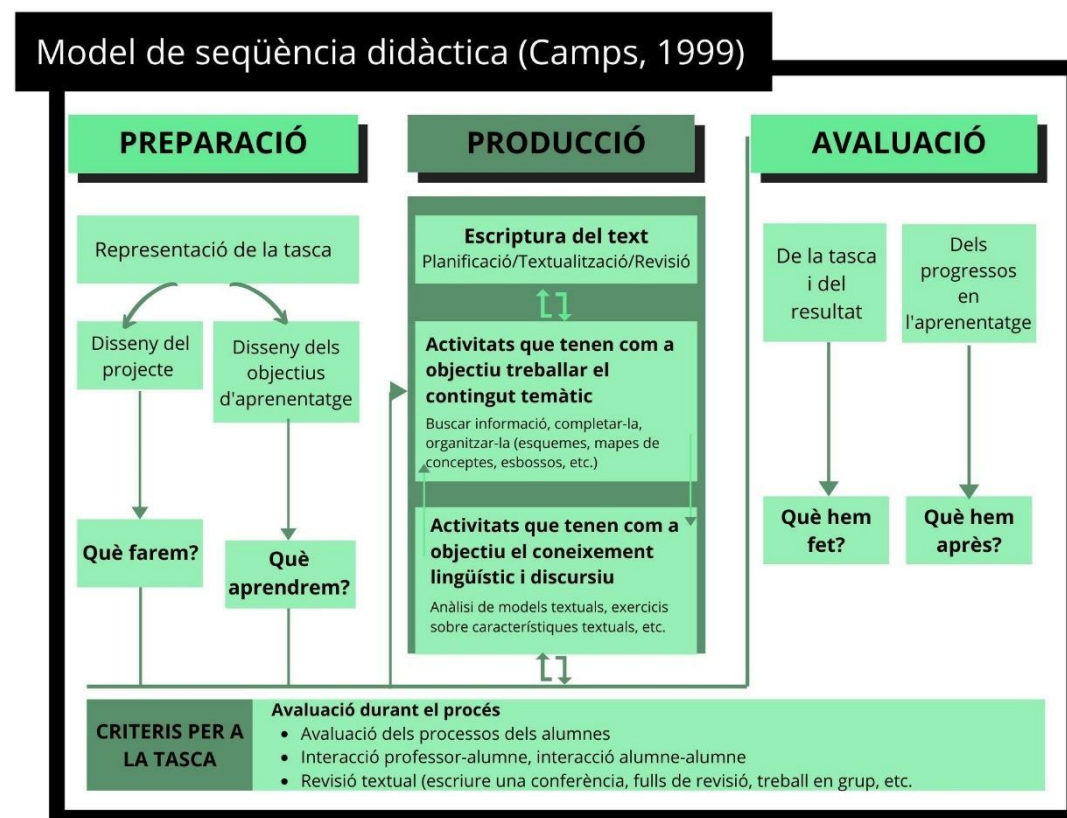 Model de seqüència didàctica (Camps, 1999)
PREPARACIÓ
Representació de la tasca
Disseny del
projecte
Disseny dels
objectius
d'aprenentatge
Què farem?
Què
aprendrem?
PRODUCCIÓ
Escriptura del text
Planificació/Textualització/Revisió
Activitats que tenen com a
objectiu treballar el
contingut temàtic
Buscar informació, completar-la,
organitzar-la (esquemes, mapes de
conceptes, esbossos, etc.)
Activitats que tenen com a
objectiu el coneixement
lingüístic i discursiu
Anàlisi de models textuals, exercicis
sobre característiques textuals, etc.
AVALUACIÓ
De la tasca
i del
resultat
Dels
progressos
en
l'aprenentatge
Què hem
fet?
Què hem
après?
CRITERIS PER A
LA TASCA
Avaluació durant el procés
• Avaluació dels processos dels alumnes
• Interacció professor-alumne, interacció alumne-alumne
• Revisió textual (escriure una conferència, fulls de revisió, treball en grup, etc.